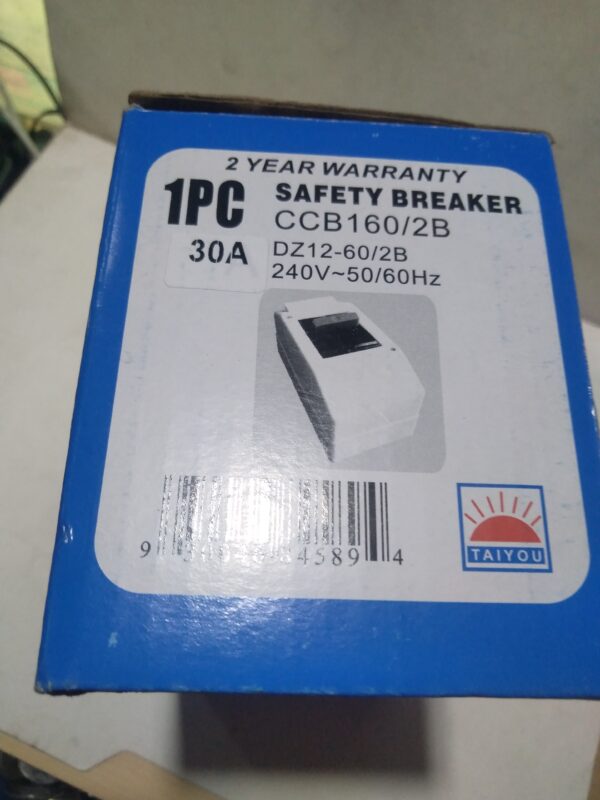 2 YEAR WARRANTY
1PC SAFETY BREAKER
CCB160/2B
30A DZ12-60/2B
240V~50/60Hz
TAIYOU